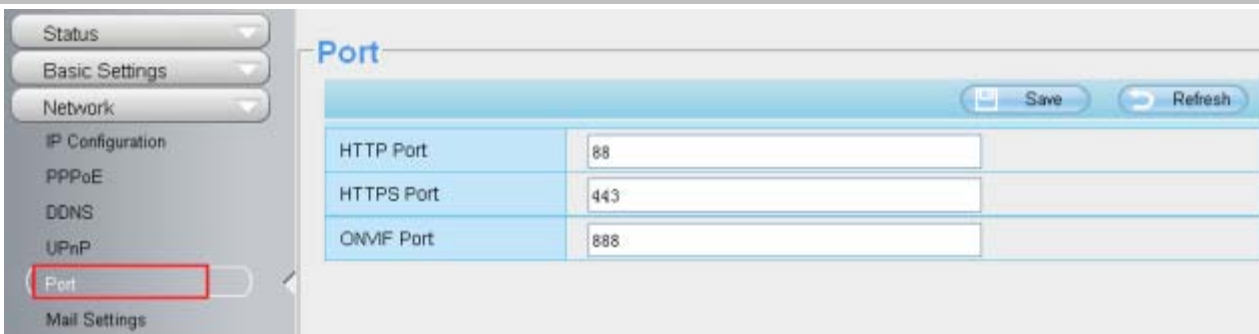 Status
Basic Settings
Network
IP Configuration
PPPoE
DDNS
UPnP
Port
Mail Settings
Port
Save Refresh
HTTP Port 88
HTTPS Port 443
ONVIF Port 888